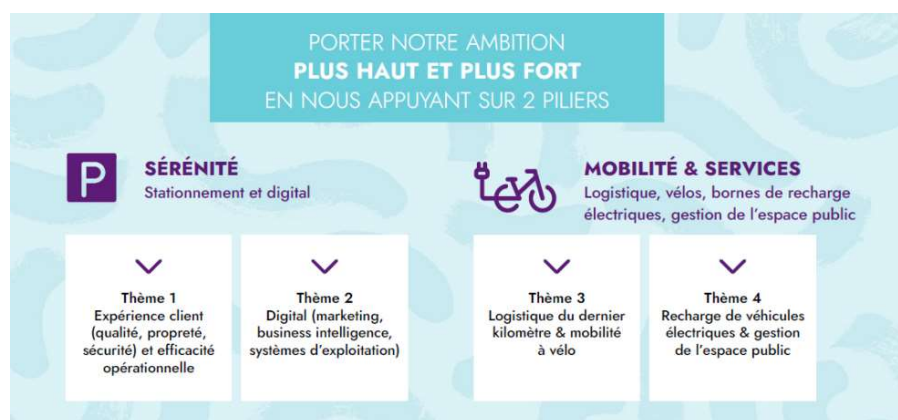 PORTER NOTRE AMBITION
PLUS HAUT ET PLUS FORT
EN NOUS APPUYANT SUR 2 PILIERS
P
SÉRÉNITÉ
Stationnement et digital
MOBILITÉ & SERVICES
Logistique, vélos, bornes de recharge
électriques, gestion de l'espace public
Thème 1
Expérience client
(qualité, propreté,
sécurité) et efficacité
opérationnelle
Thème 2
Digital (marketing,
business intelligence,
systèmes d'exploitation)
Thème 3
Logistique du dernier
kilomètre & mobilité
à vélo
Thème 4
Recharge de véhicules
électriques & gestion
de l'espace public